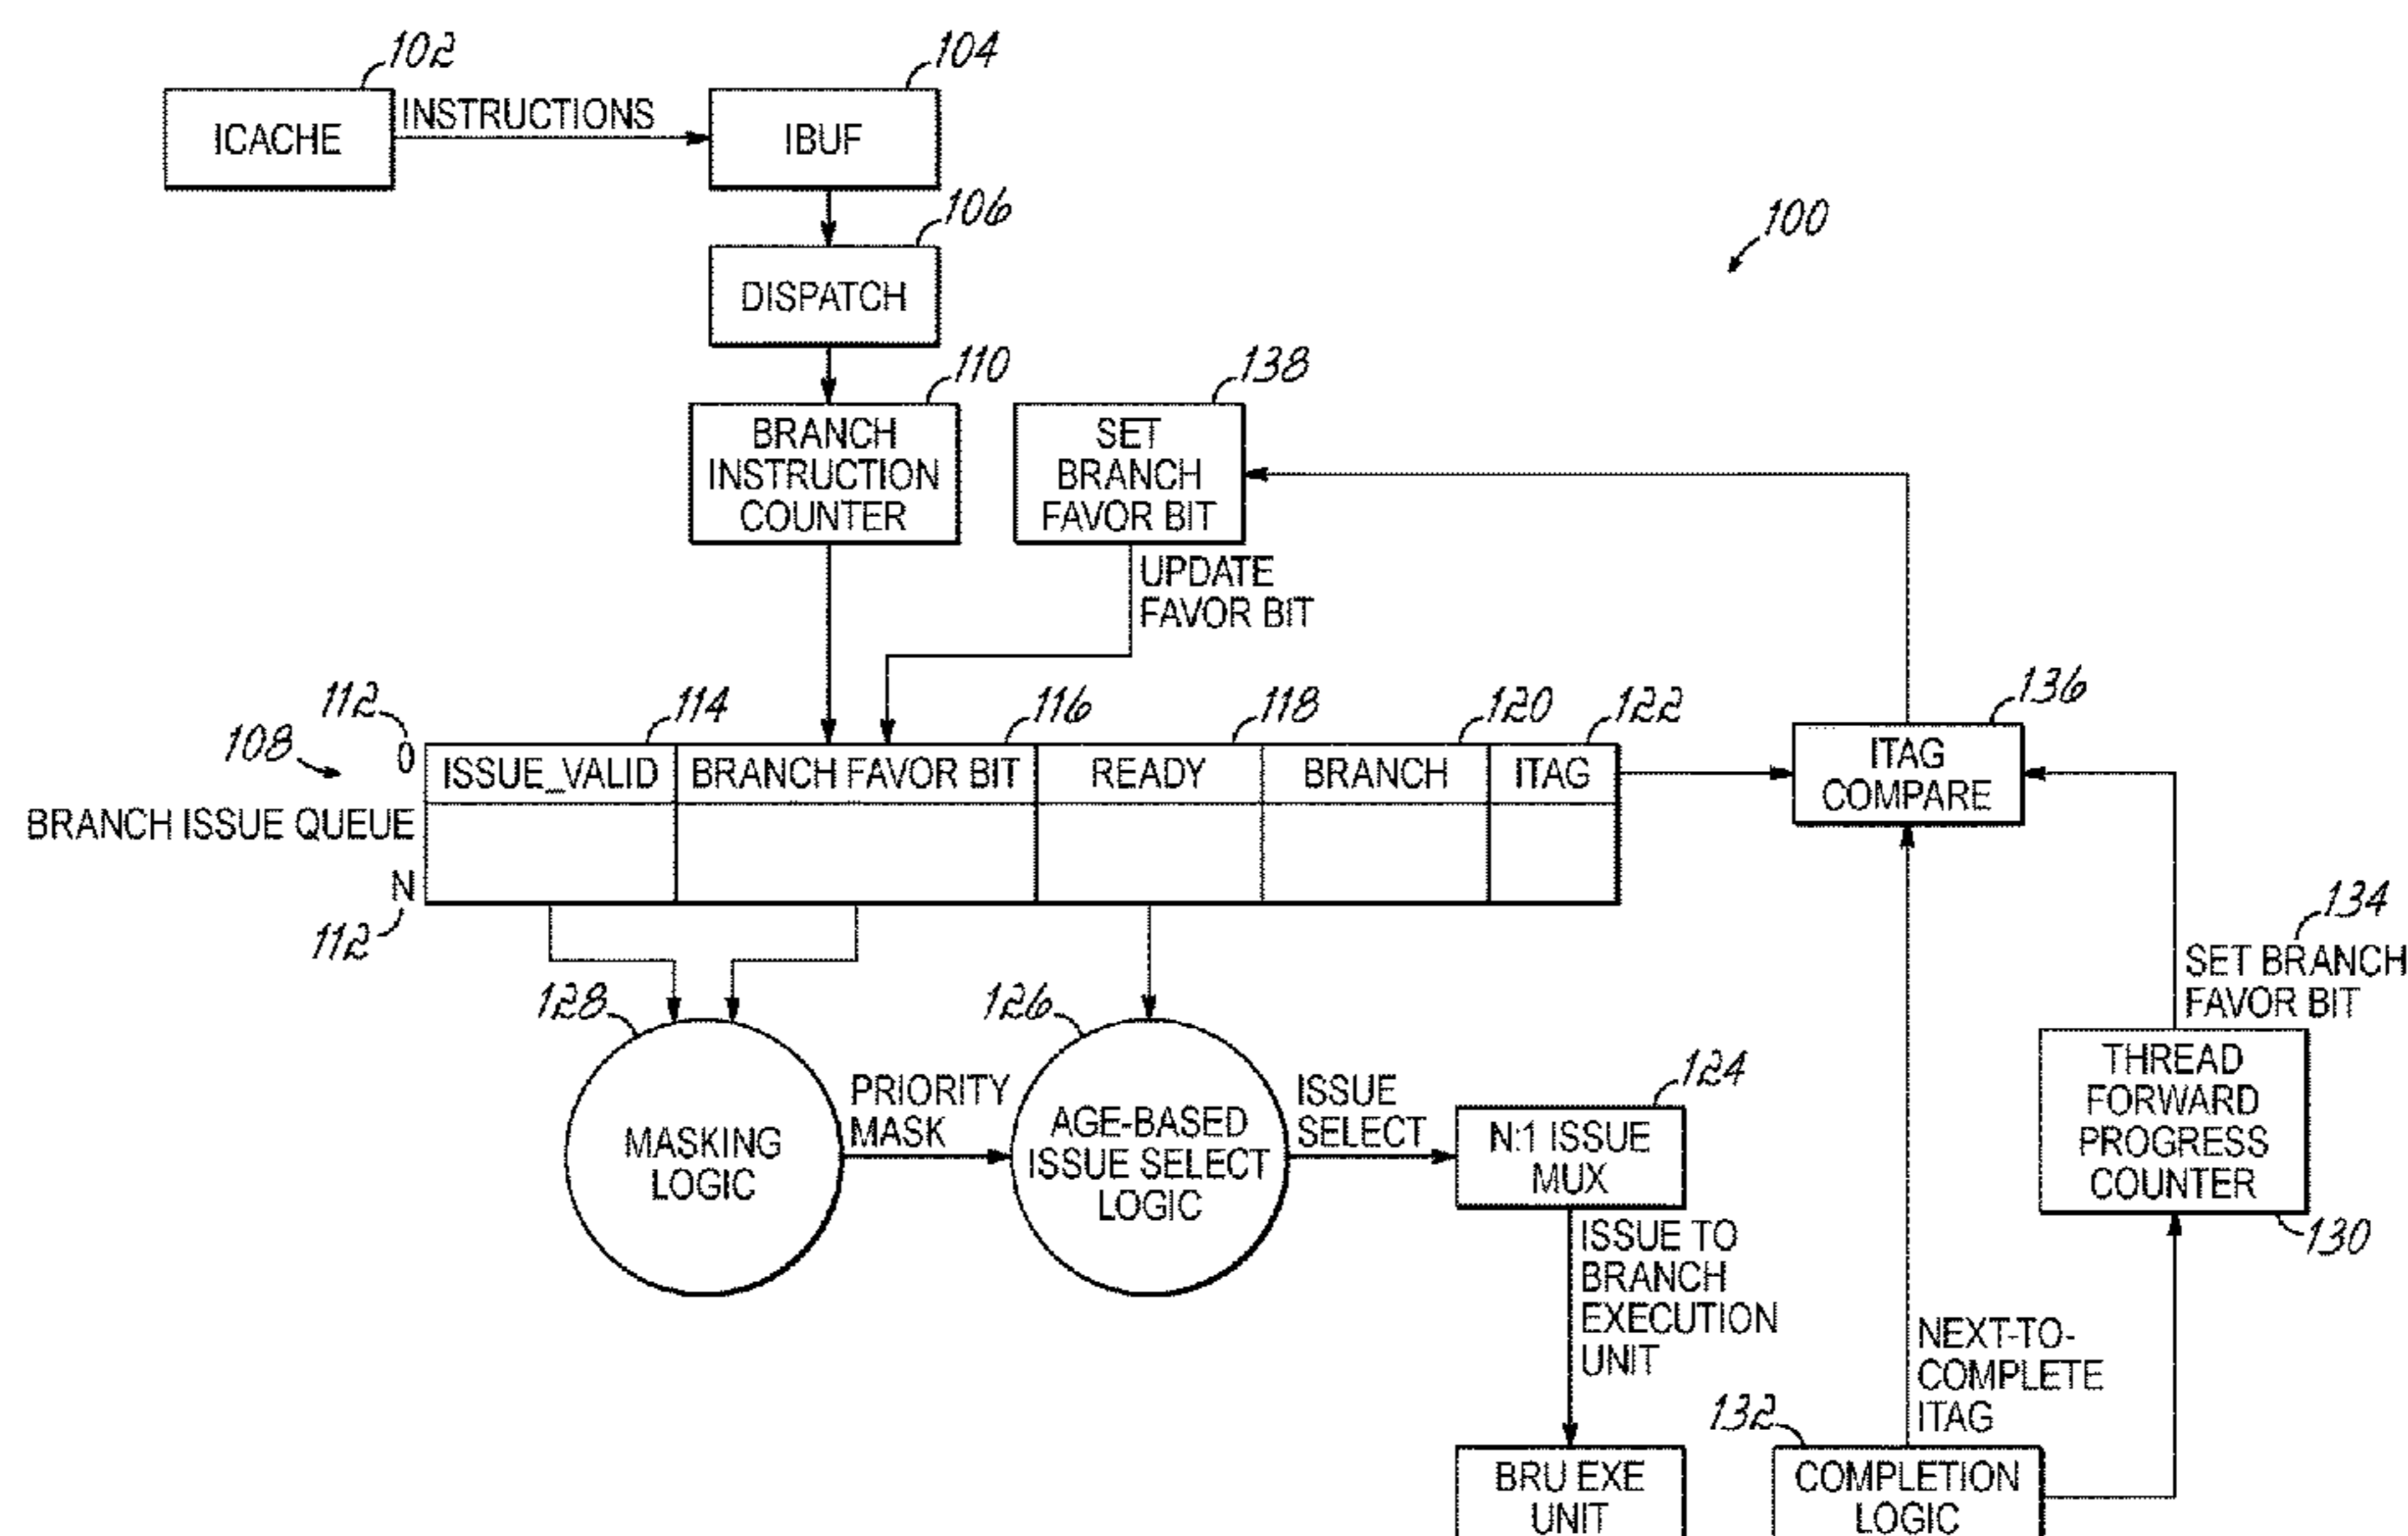 102
104
ICACHE
INSTRUCTIONS
IBUF
106
DISPATCH
100
110
138
BRANCH
INSTRUCTION
COUNTER
SET
BRANCH
FAVOR BIT
UPDATE
FAVOR BIT
112
114
116
118
120
122
136
108
0
ISSUE_VALID
BRANCH FAVOR BIT
READY
BRANCH
ITAG
ITAG
COMPARE
BRANCH ISSUE QUEUE
N
112
134
SET BRANCH
FAVOR BIT
128
126
MASKING
LOGIC
PRIORITY
MASK
AGE-BASED
ISSUE SELECT
LOGIC
ISSUE
SELECT
124
N:1 ISSUE
MUX
THREAD
FORWARD
PROGRESS
COUNTER
130
ISSUE TO
BRANCH
EXECUTION
UNIT
NEXT-TO-
COMPLETE
ITAG
132
BRU EXE
UNIT
COMPLETION
LOGIC